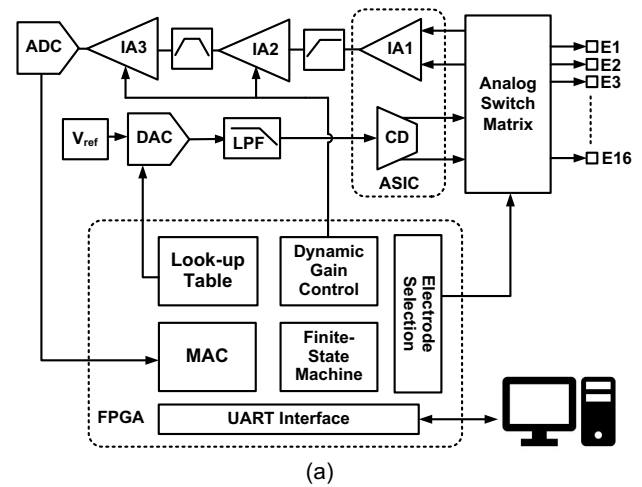 ADC
IA3
IA2
IA1
Analog
Switch
Matrix
E1
E2
E3
E16
Vref
DAC
LPF
CD
ASIC
Look-up
Table
Dynamic
Gain
Control
Electrode
Selection
MAC
Finite-
State
Machine
FPGA
UART Interface
(a)